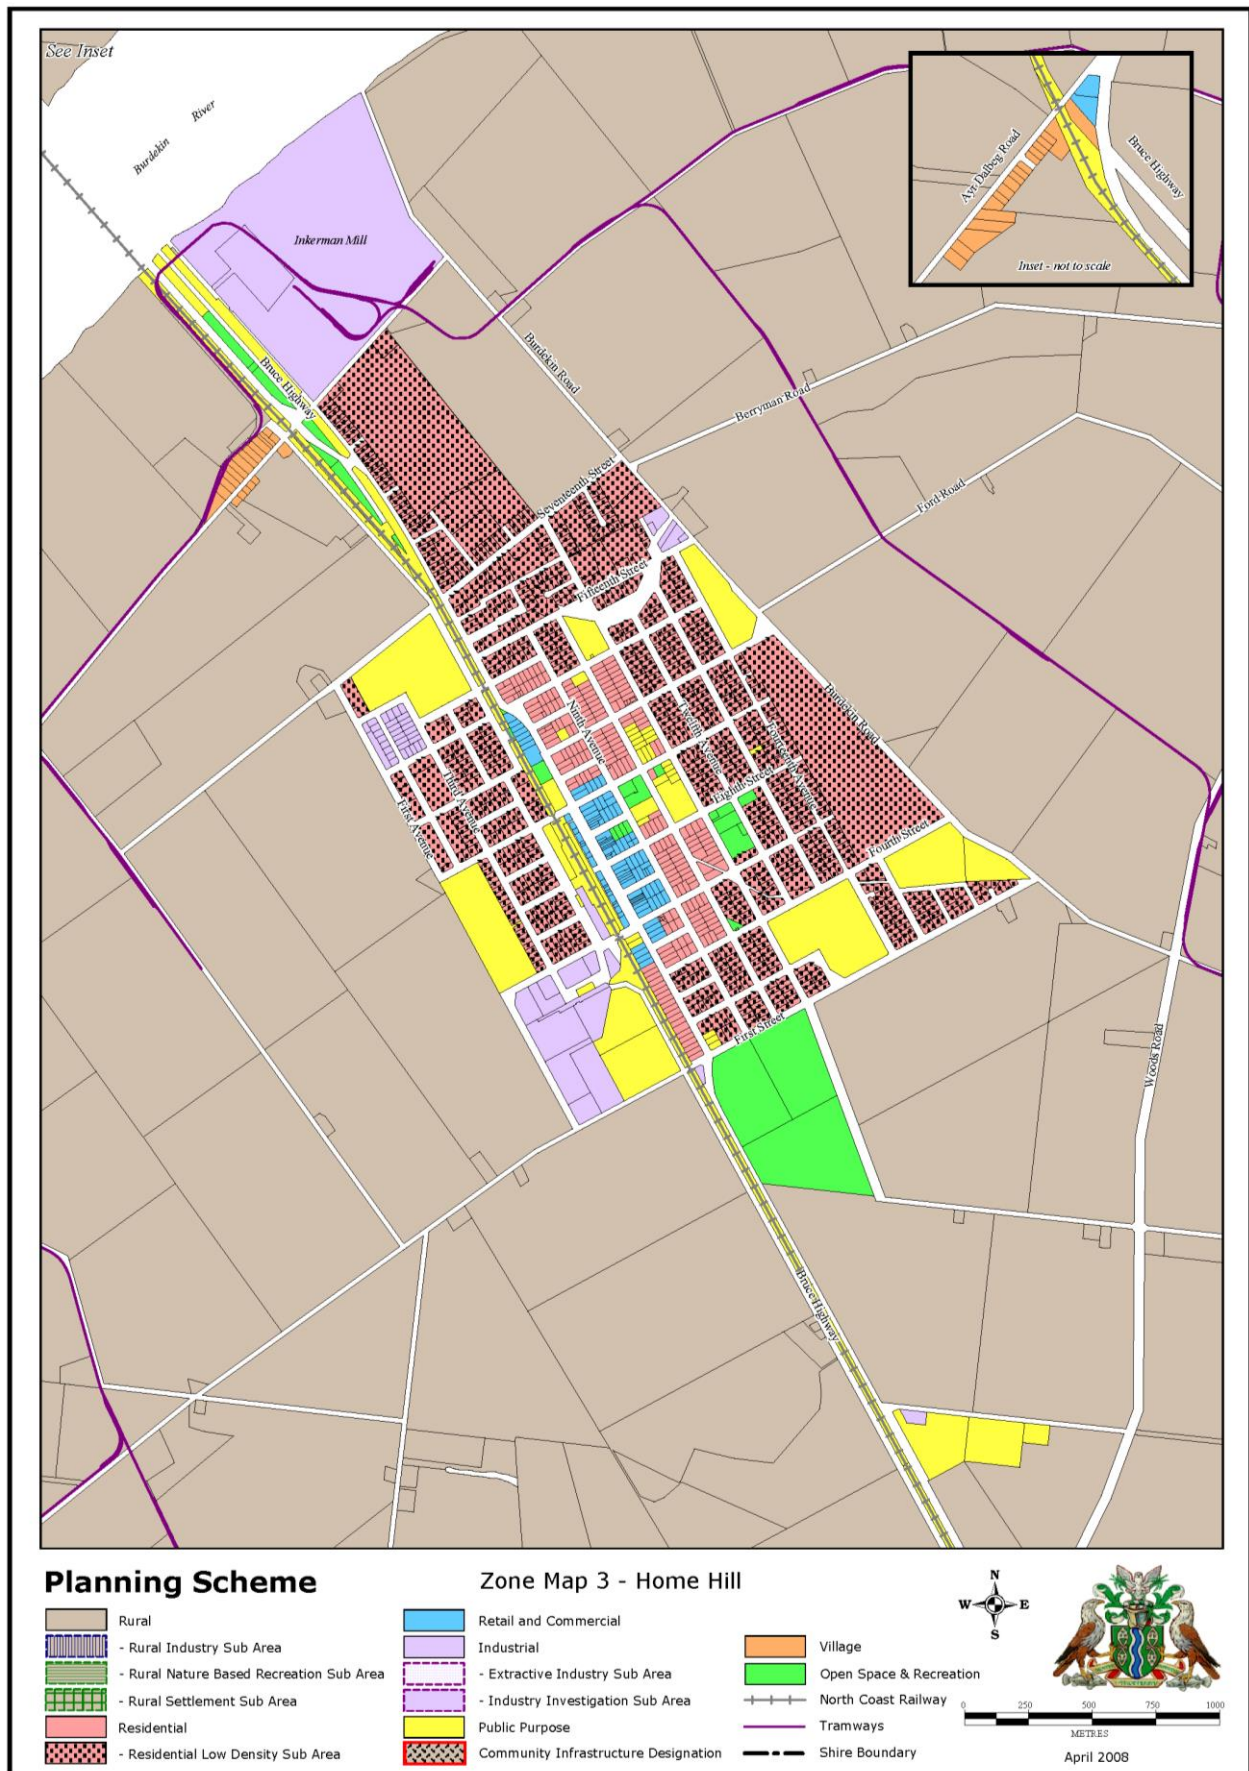 See Inset
Burdekin River
Ayr Dalbeg Road
Bruce Highway
Inset - not to scale
Inkerman Mill
Bruce Highway
Burdekin Road
Berryman Road
Seventeenth Street
Ford Road
Fifteenth Street
Ninth Avenue
Twelfth Avenue
Fourteenth Avenue
Burdekin Road
Eighth Street
Third Avenue
First Avenue
Fourth Street
First Street
Woods Road
Bruce Highway
Planning Scheme
Zone Map 3 - Home Hill
Rural
- Rural Industry Sub Area
- Rural Nature Based Recreation Sub Area
- Rural Settlement Sub Area
Residential
- Residential Low Density Sub Area
Retail and Commercial
Industrial
- Extractive Industry Sub Area
- Industry Investigation Sub Area
Public Purpose
Community Infrastructure Designation
Village
Open Space & Recreation
North Coast Railway
Tramways
Shire Boundary
N
W E
S
0 250 500 750 1000
METRES
April 2008